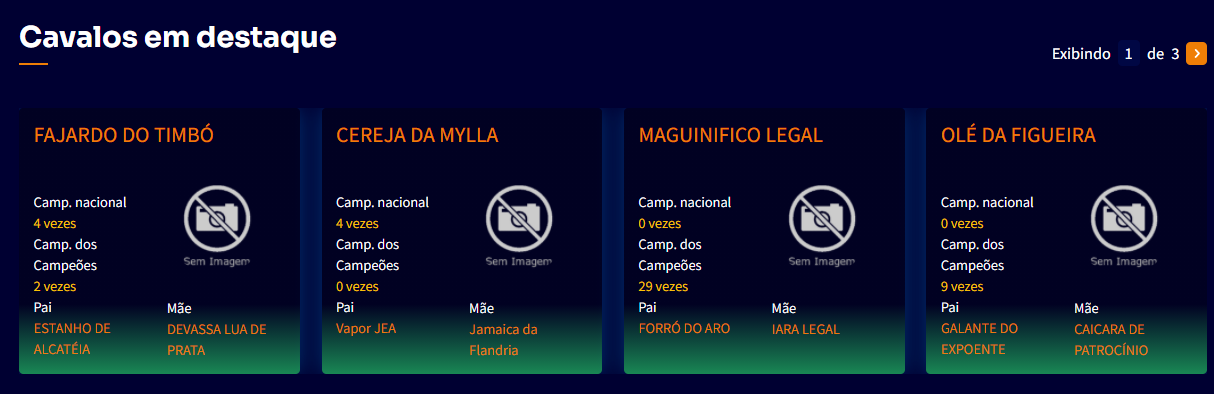 Cavalos em destaque
Exibindo 1 de 3
FAJARDO DO TIMBÓ
Camp. nacional
4 vezes
Camp. dos
Campeões
2 vezes
Sem Imagem
Pai
ESTANHO DE
ALCATÉIA
Mãe
DEVASSA LUA DE
PRATA
CEREJA DA MYLLA
Camp. nacional
4 vezes
Camp. dos
Campeões
0 vezes
Sem Imagem
Pai
Vapor JEA
Mãe
Jamaica da
Flandria
MAGUINIFICO LEGAL
Camp. nacional
0 vezes
Camp. dos
Campeões
29 vezes
Sem Imagem
Pai
FORRÓ DO ARO
Mãe
IARA LEGAL
OLÉ DA FIGUEIRA
Camp. nacional
0 vezes
Camp. dos
Campeões
9 vezes
Sem Imagem
Pai
GALANTE DO
EXPOENTE
Mãe
CAICARA DE
PATROCÍNIO